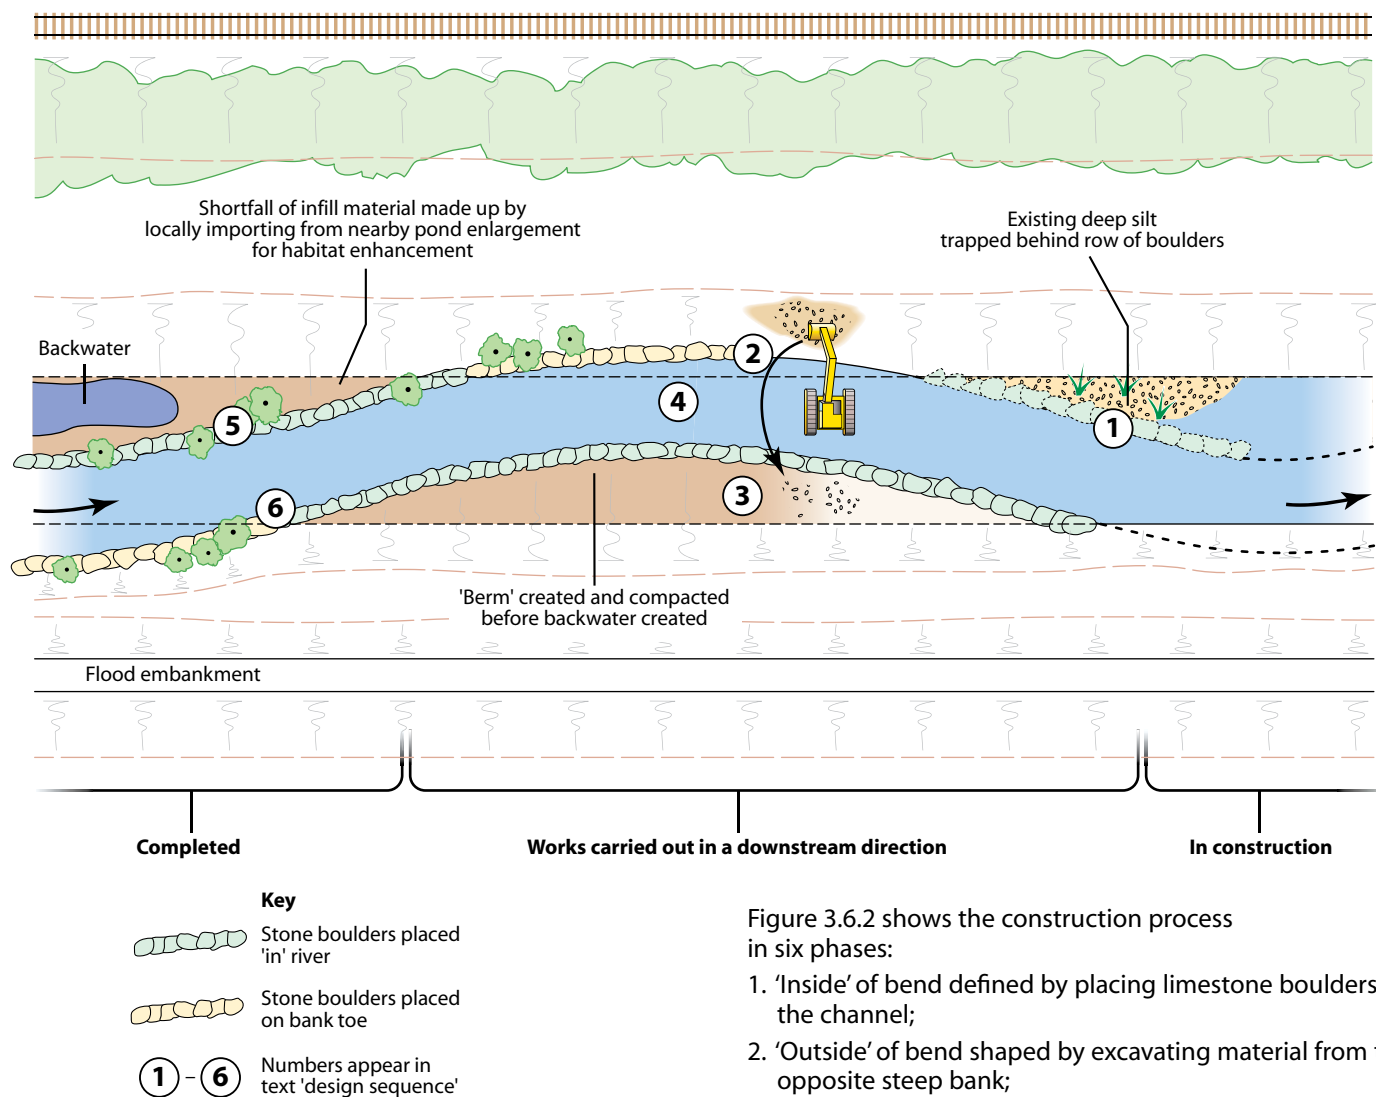 Shortfall of infill material made up by
locally importing from nearby pond enlargement
for habitat enhancement
Existing deep silt
trapped behind row of boulders
Backwater
2
4
5
1
3
6
'Berm' created and compacted
before backwater created
Flood embankment
Completed
Works carried out in a downstream direction
In construction
Key
Stone boulders placed
'in' river
Stone boulders placed
on bank toe
1 – 6 Numbers appear in
text 'design sequence'
Figure 3.6.2 shows the construction process
in six phases:
1. ‘Inside’ of bend defined by placing limestone boulders
the channel;
2. ‘Outside’ of bend shaped by excavating material from
opposite steep bank;